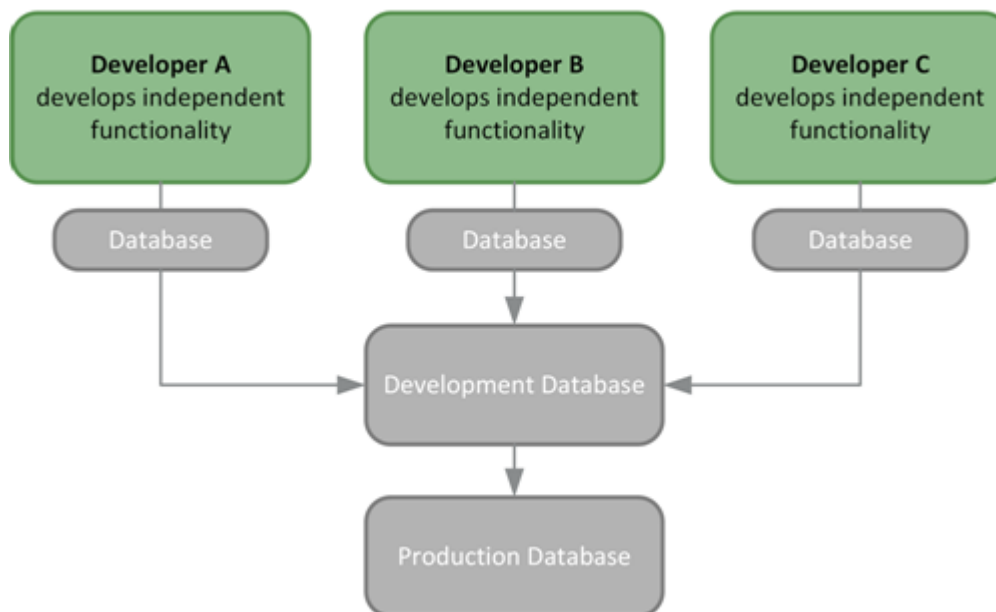 Developer A
develops independent
functionality
Developer B
develops independent
functionality
Developer C
develops independent
functionality
Database
Database
Database
Development Database
Production Database